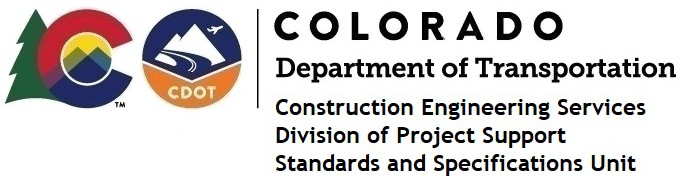 TM
CDOT
COLORADO
Department of Transportation
Construction Engineering Services
Division of Project Support
Standards and Specifications Unit